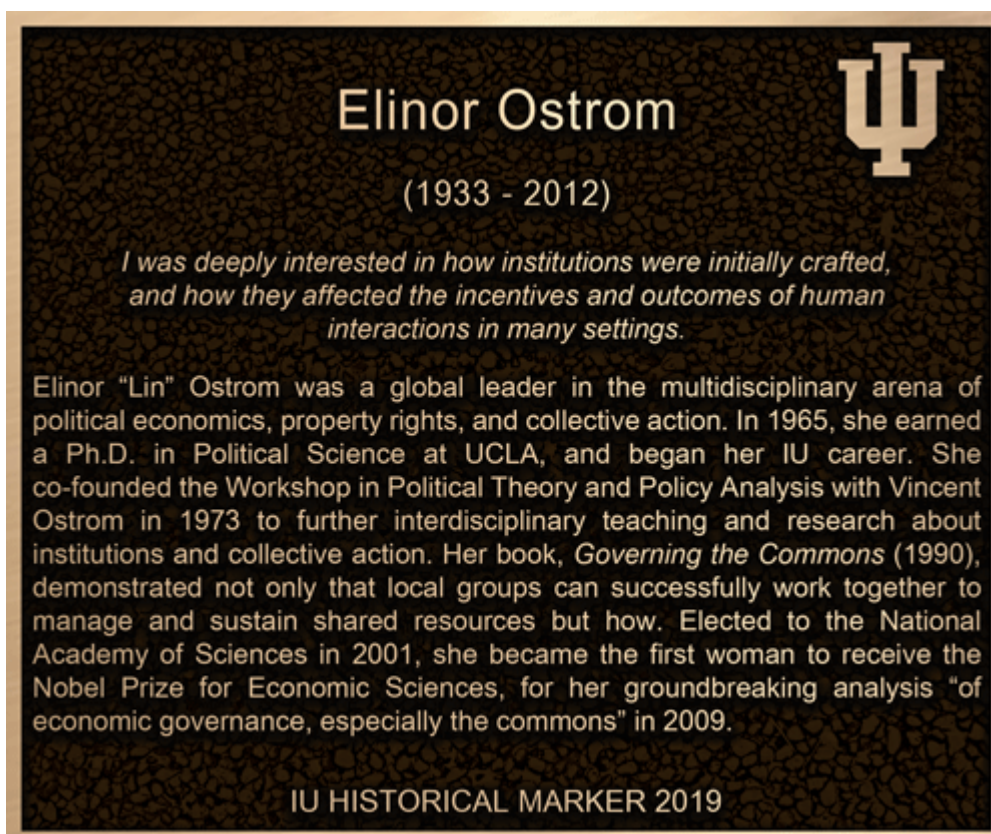 Elinor Ostrom
(1933 - 2012)
I was deeply interested in how institutions were initially crafted,
and how they affected the incentives and outcomes of human
interactions in many settings.
Elinor “Lin” Ostrom was a global leader in the multidisciplinary arena of
political economics, property rights, and collective action. In 1965, she earned
a Ph.D. in Political Science at UCLA, and began her IU career. She
co-founded the Workshop in Political Theory and Policy Analysis with Vincent
Ostrom in 1973 to further interdisciplinary teaching and research about
institutions and collective action. Her book, Governing the Commons (1990),
demonstrated not only that local groups can successfully work together to
manage and sustain shared resources but how. Elected to the National
Academy of Sciences in 2001, she became the first woman to receive the
Nobel Prize for Economic Sciences, for her groundbreaking analysis “of
economic governance, especially the commons” in 2009.
IU HISTORICAL MARKER 2019